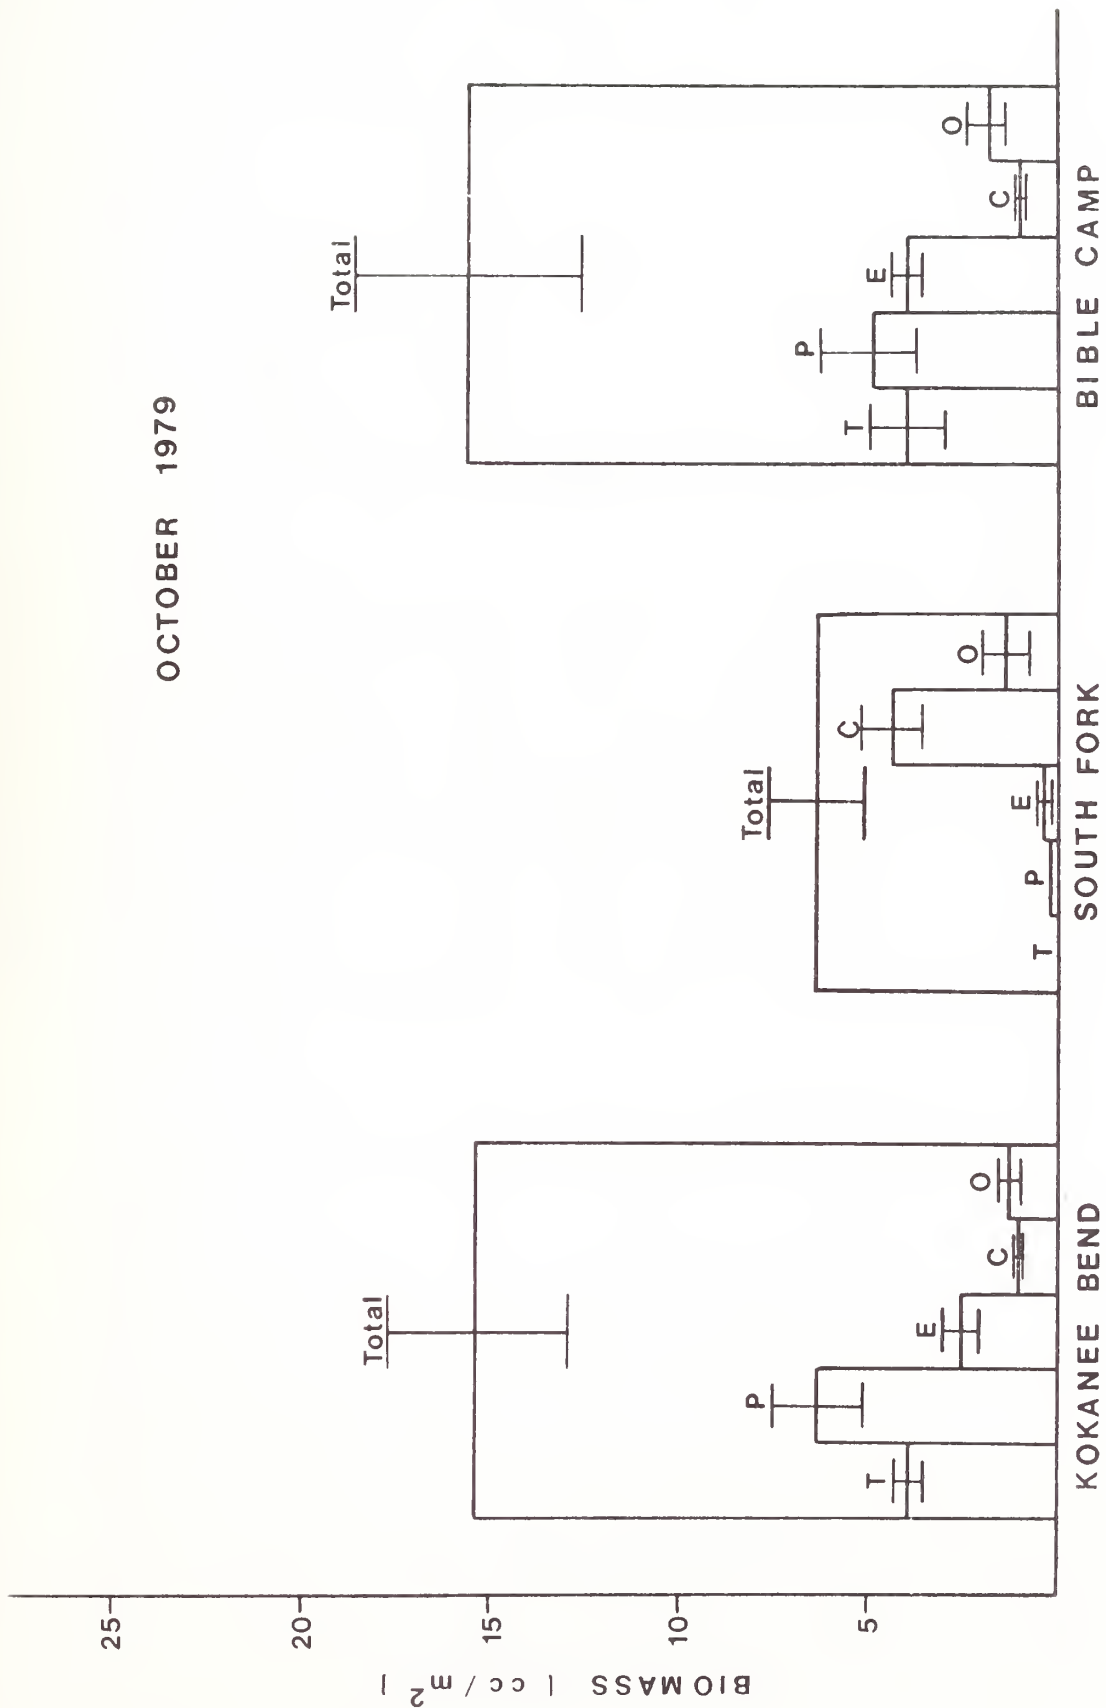 OCTOBER 1979
BIOMASS ( cc / m² )
25
20
15
10
5
Total
T
P
E
C
O
KOKANEE BEND
Total
T
P
E
C
O
SOUTH FORK
Total
T
P
E
C
O
BIBLE CAMP